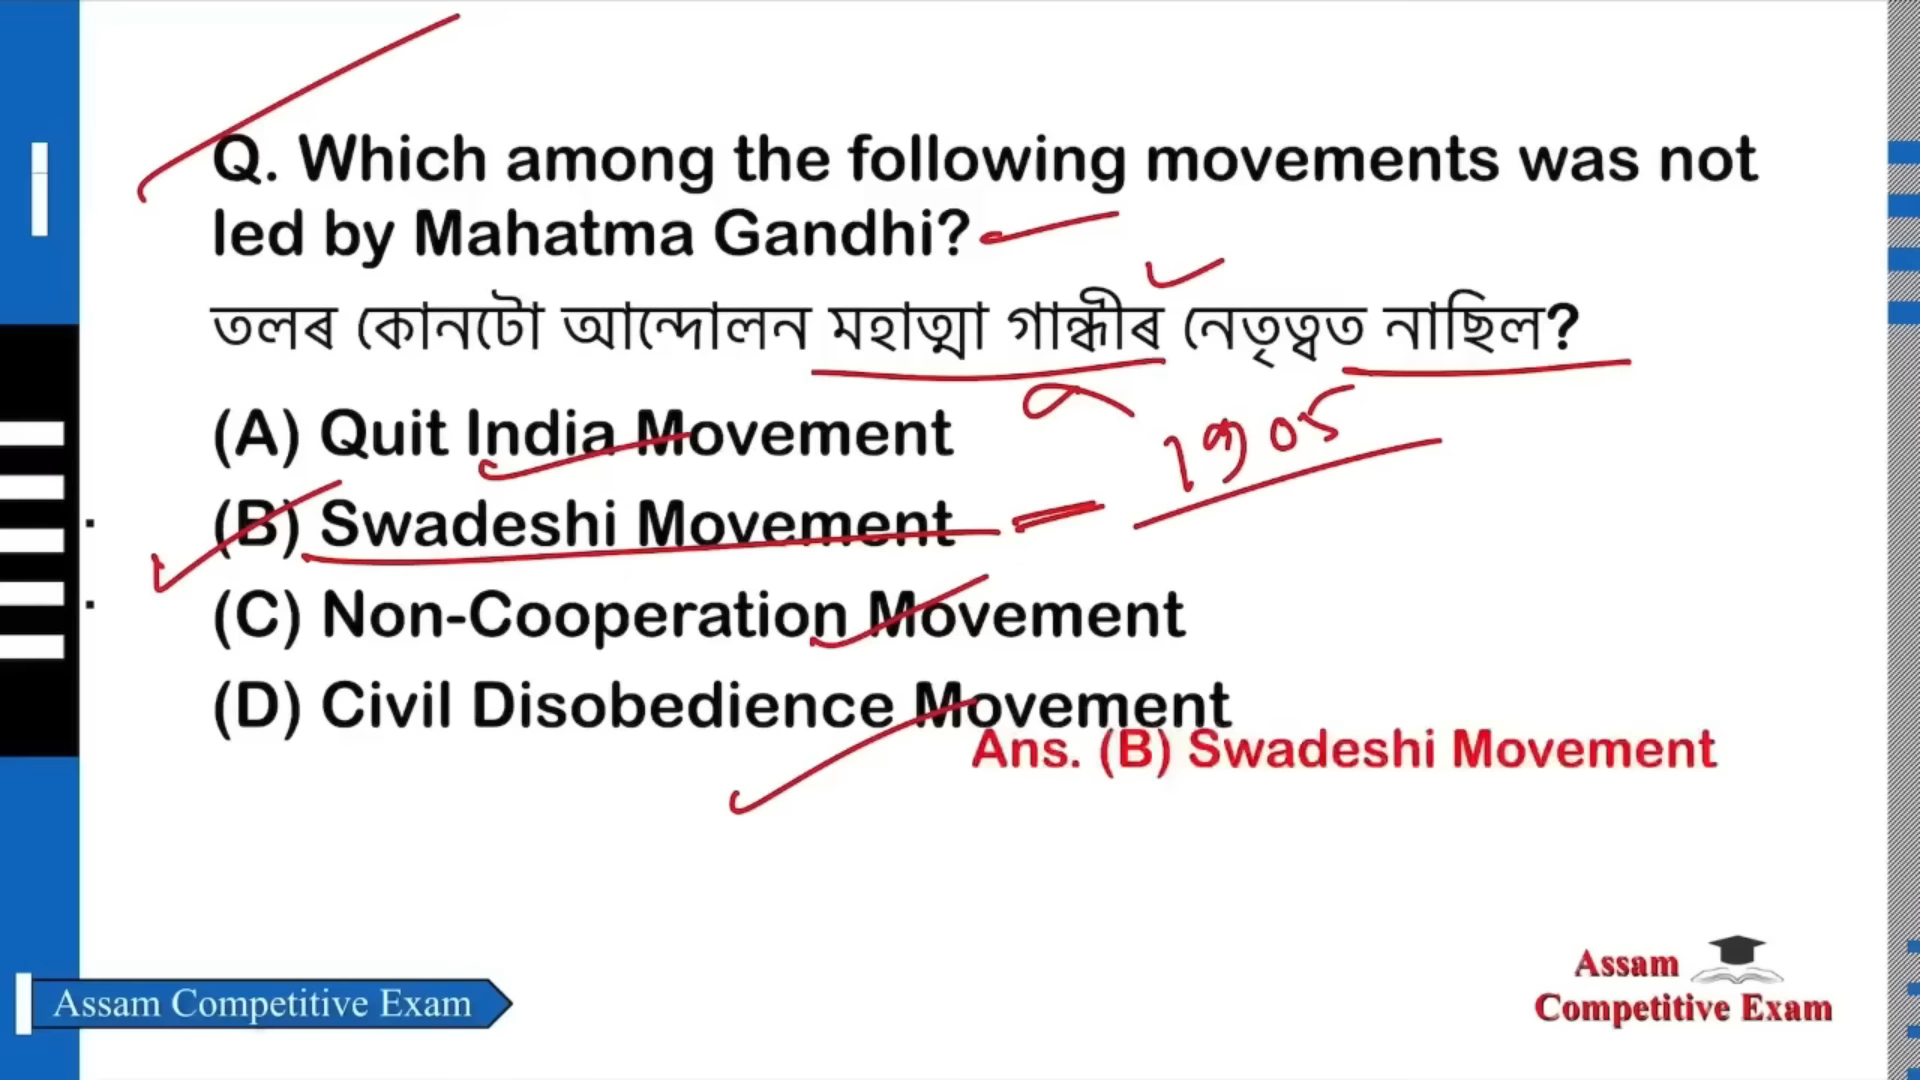 Q. Which among the following movements was not
led by Mahatma Gandhi?
তলৰ কোনটো আন্দোলন মহাত্মা গান্ধীৰ নেতৃত্বত নাছিল?
(A) Quit India Movement
1905
(B) Swadeshi Movement
(C) Non-Cooperation Movement
(D) Civil Disobedience Movement
Ans. (B) Swadeshi Movement
Assam Competitive Exam
Assam
Competitive Exam